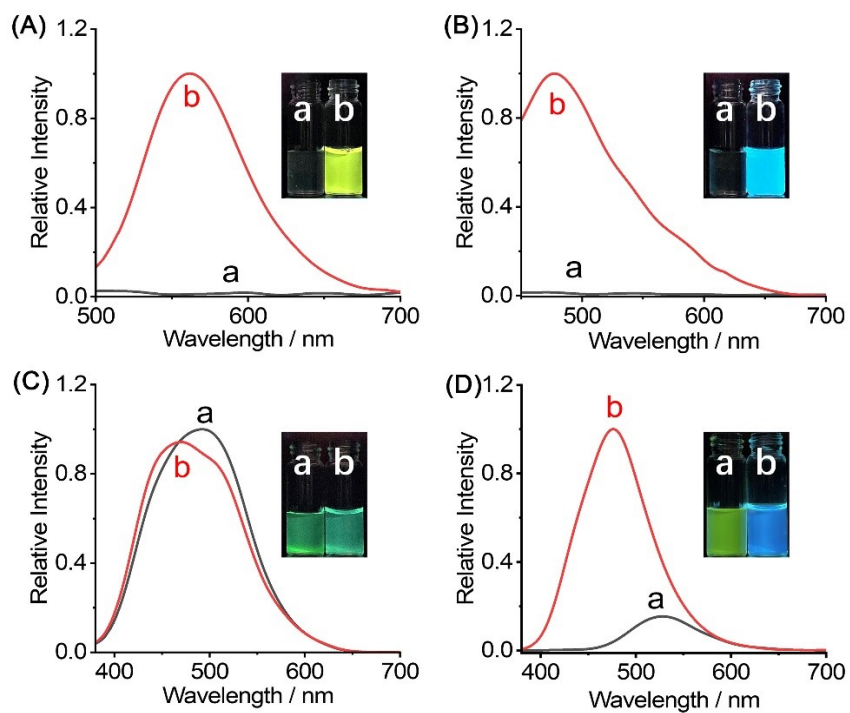 (A)
1.2
0.8
0.4
0.0
Relative Intensity
b
a
a b
500 600 700
Wavelength / nm
(B)
1.2
0.8
0.4
0.0
Relative Intensity
b
a
a b
500 600 700
Wavelength / nm
(C)
1.2
0.8
0.4
0.0
Relative Intensity
a
b
a b
400 500 600 700
Wavelength / nm
(D)
1.2
0.8
0.4
0.0
Relative Intensity
b
a
a b
400 500 600 700
Wavelength / nm